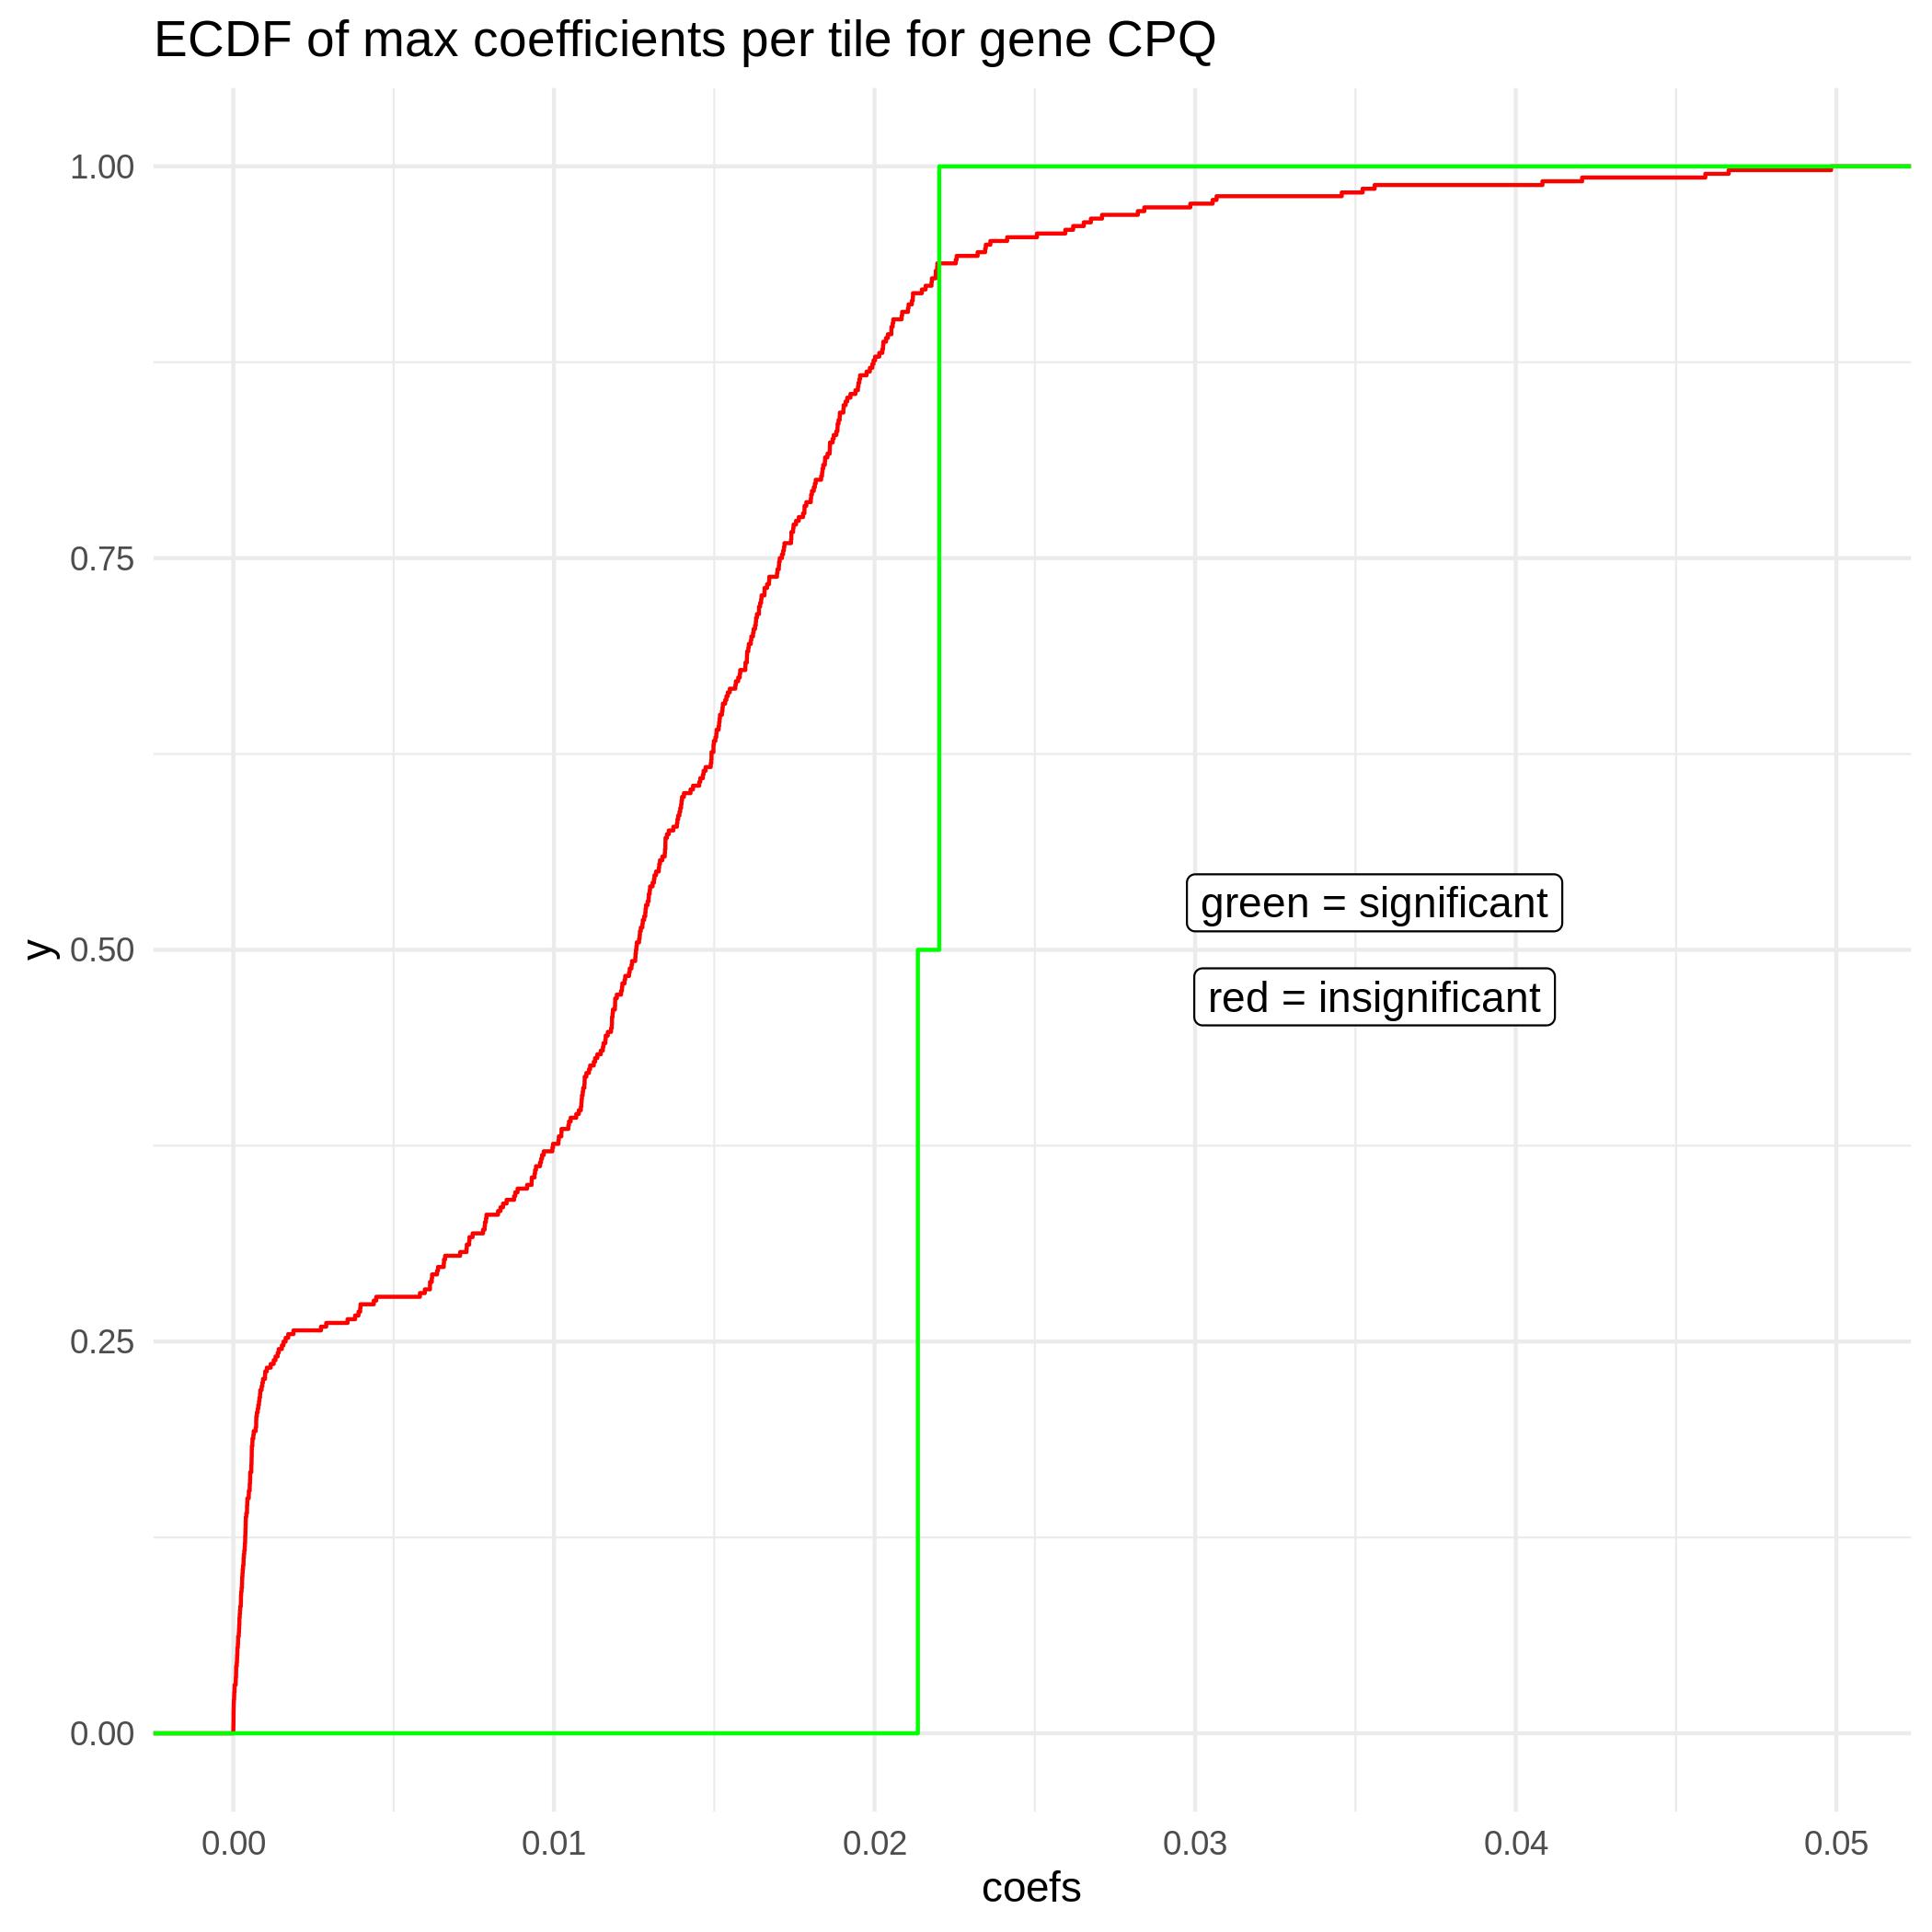 ECDF of max coefficients per tile for gene CPQ
1.00
0.75
0.50
0.25
0.00
y
green = significant
red = insignificant
0.00 0.01 0.02 0.03 0.04 0.05
coefs